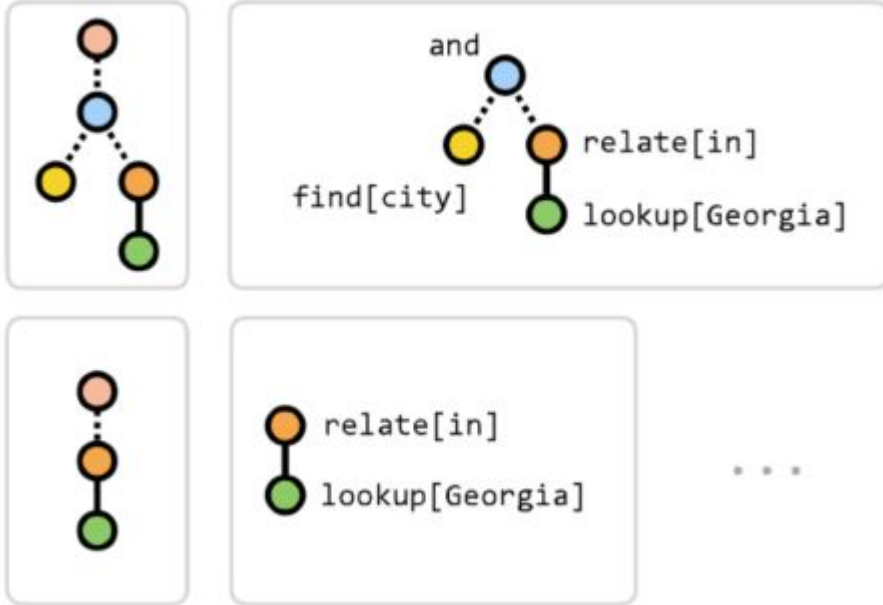 and
relate[in]
find[city]
lookup[Georgia]
relate[in]
lookup[Georgia]
...